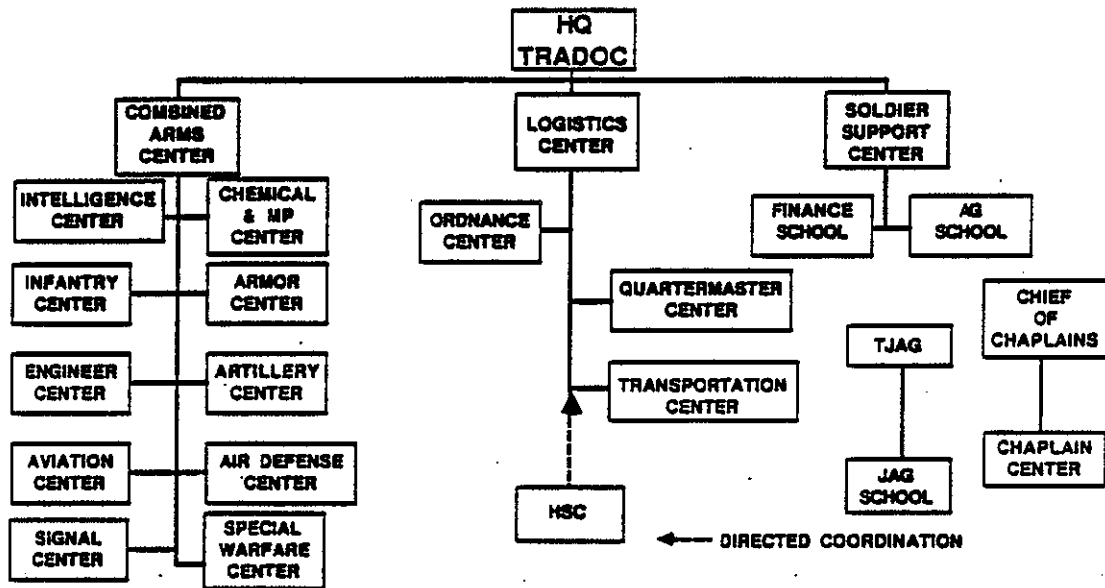 HQ
TRADOC
COMBINED
ARMS
CENTER
LOGISTICS
CENTER
SOLDIER
SUPPORT
CENTER
INTELLIGENCE
CENTER
CHEMICAL
& MP
CENTER
INFANTRY
CENTER
ARMOR
CENTER
ENGINEER
CENTER
ARTILLERY
CENTER
AVIATION
CENTER
AIR DEFENSE
CENTER
SIGNAL
CENTER
SPECIAL
WARFARE
CENTER
ORDNANCE
CENTER
QUARTERMASTER
CENTER
TRANSPORTATION
CENTER
HSC
FINANCE
SCHOOL
AG
SCHOOL
TJAG
JAG
SCHOOL
CHIEF
OF
CHAPLAINS
CHAPLAIN
CENTER
DIRECTED COORDINATION